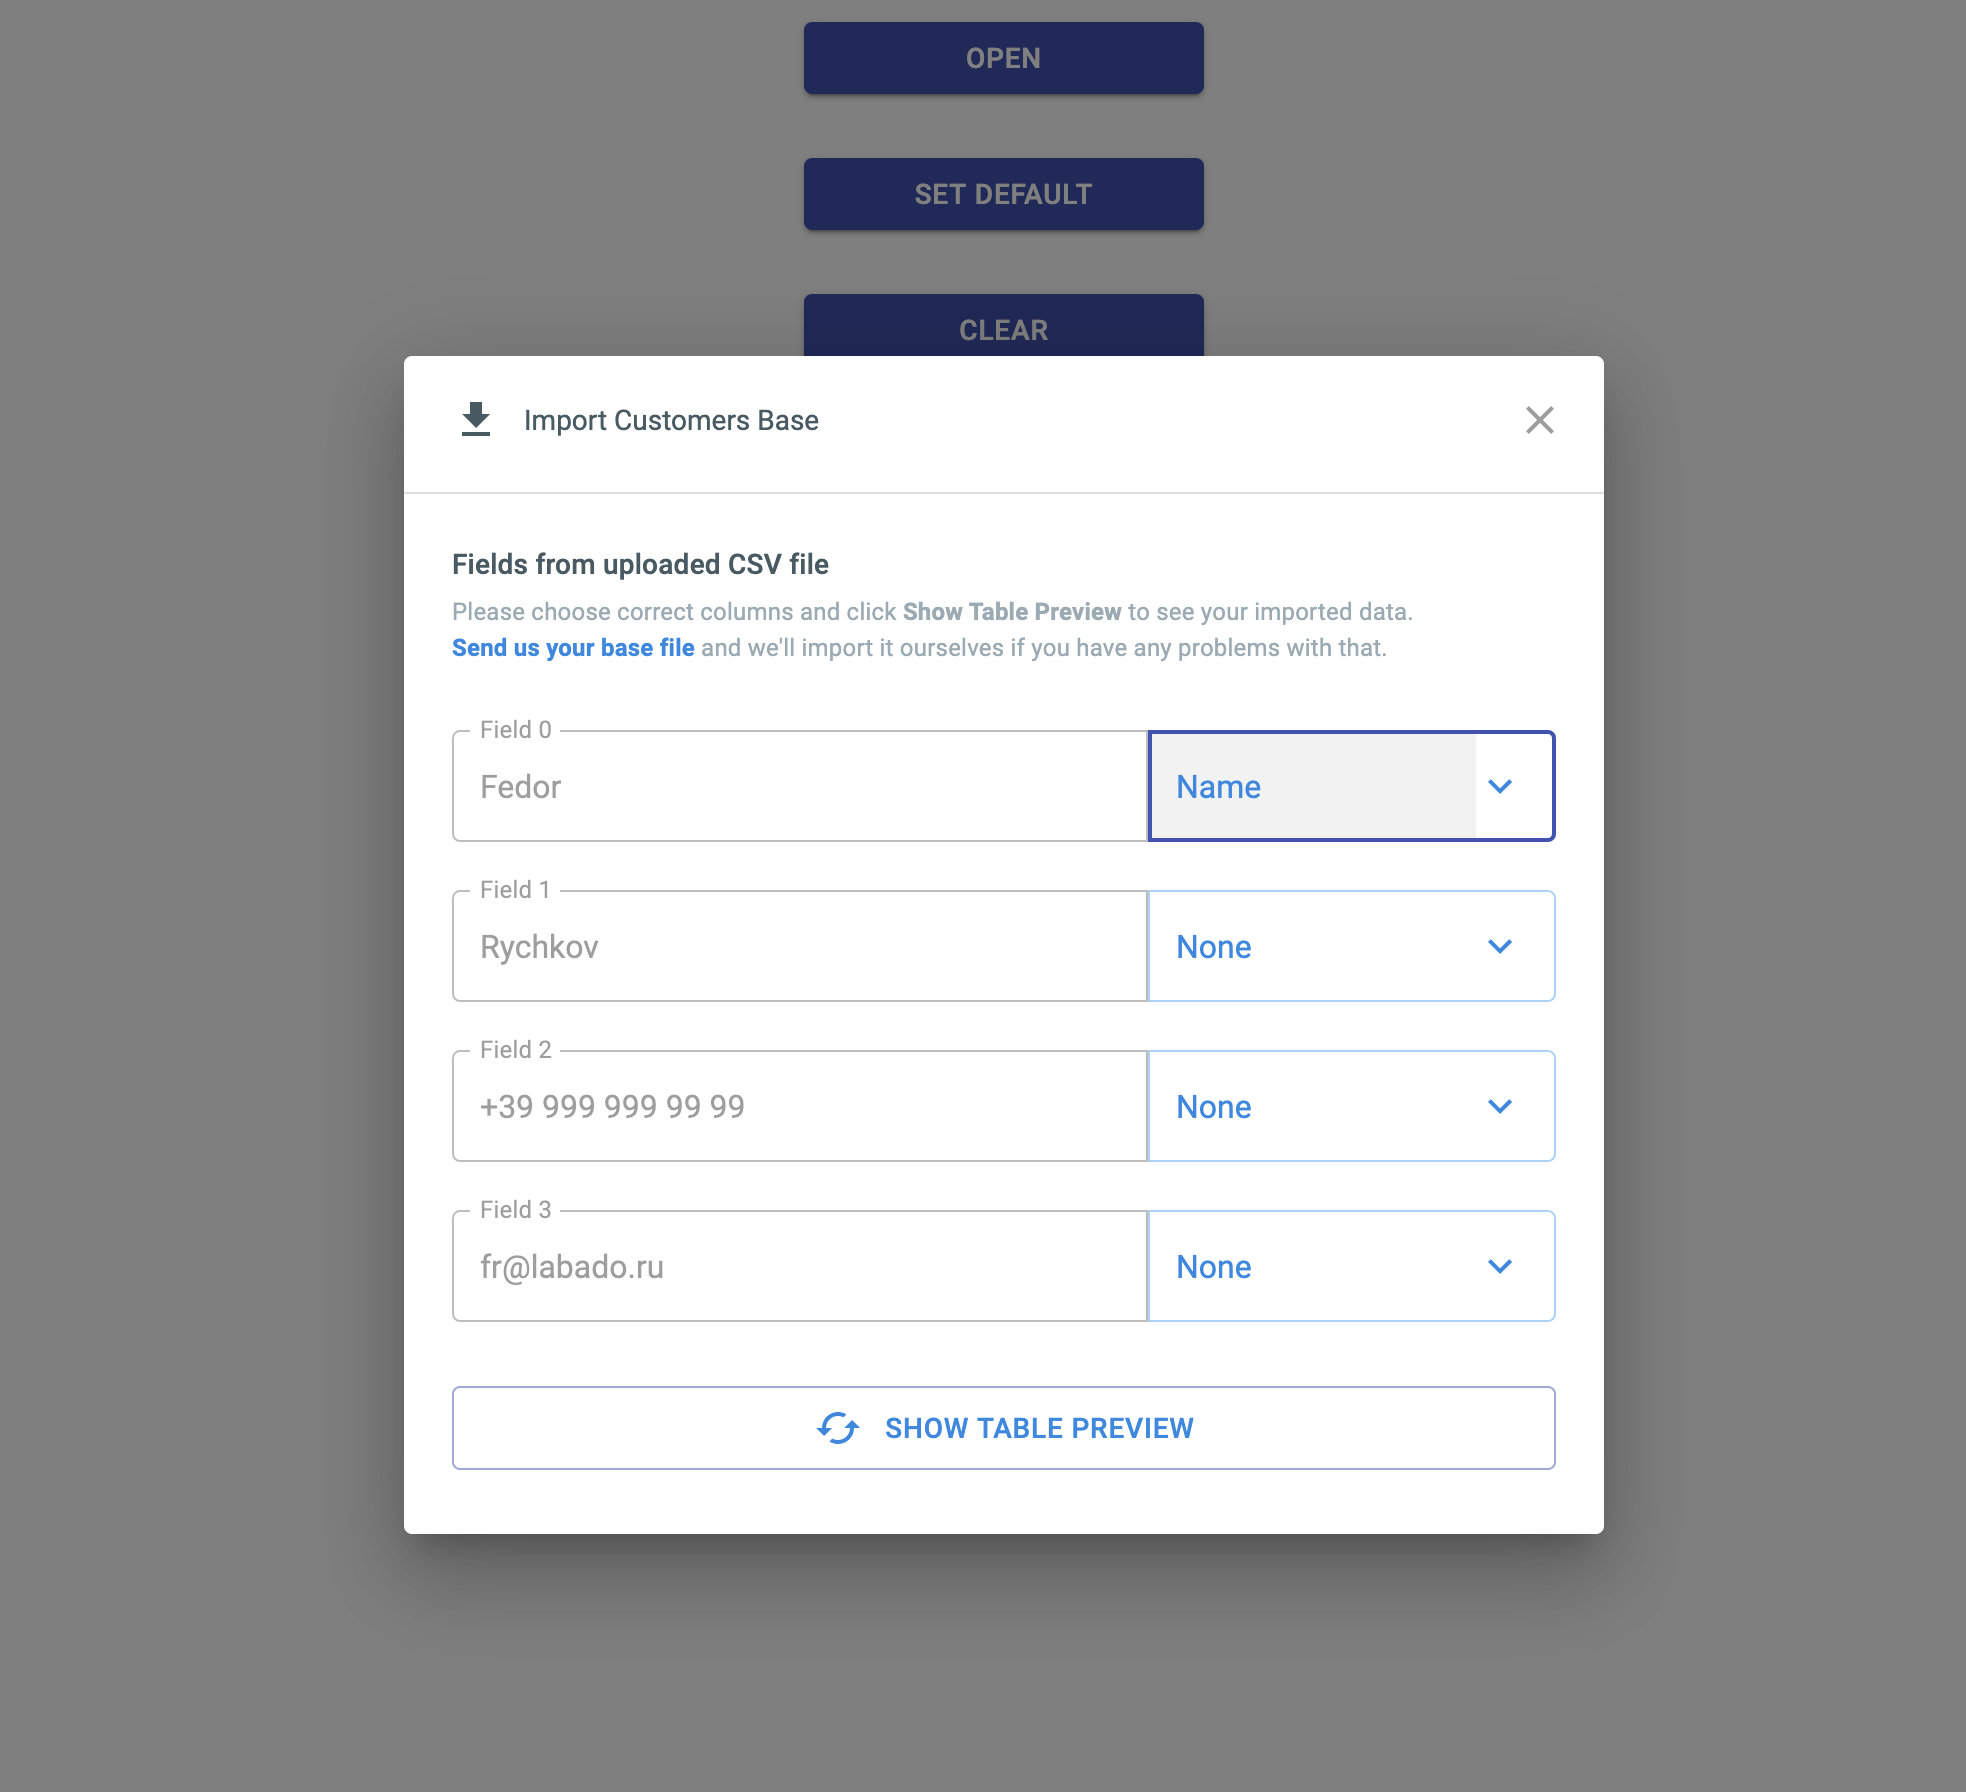 OPEN
SET DEFAULT
CLEAR
Import Customers Base
Fields from uploaded CSV file
Please choose correct columns and click Show Table Preview to see your imported data.
Send us your base file and we'll import it ourselves if you have any problems with that.
Field 0
Fedor
Name
Field 1
Rychkov
None
Field 2
+39 999 999 99 99
None
Field 3
fr@labado.ru
None
SHOW TABLE PREVIEW